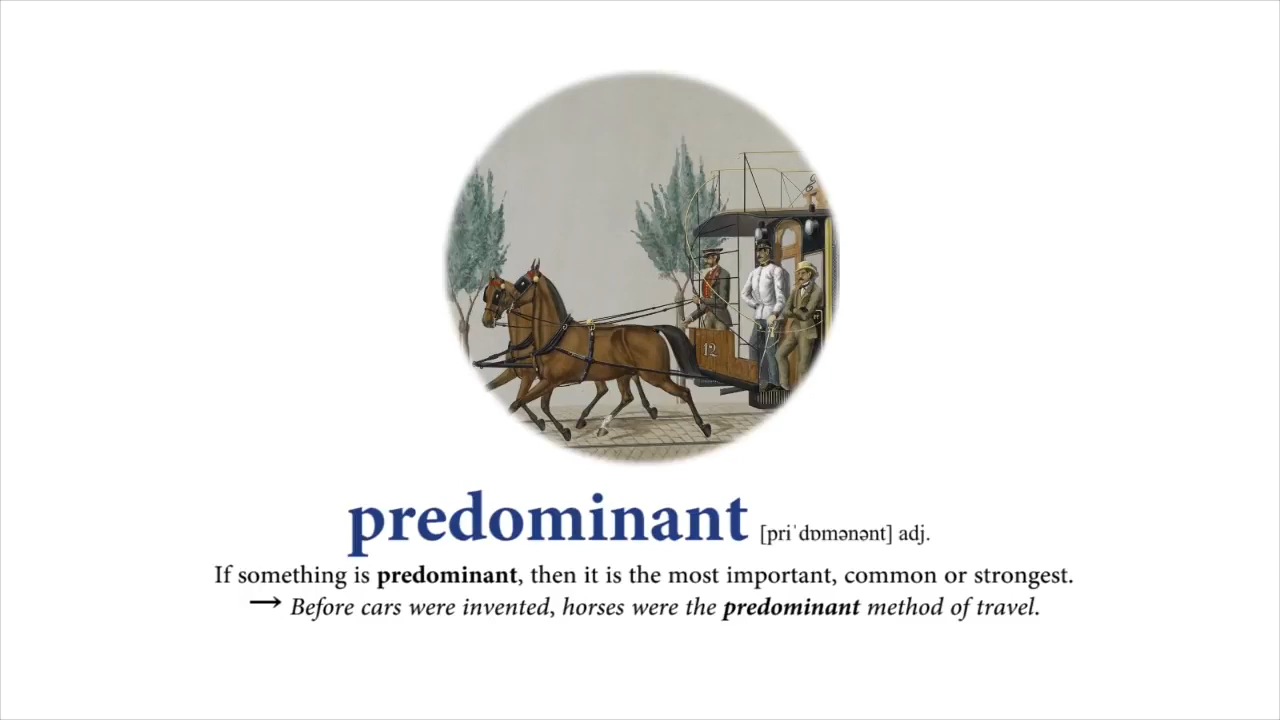 12
predominant [priˈdɒmənənt] adj.
If something is predominant, then it is the most important, common or strongest.
→ Before cars were invented, horses were the predominant method of travel.